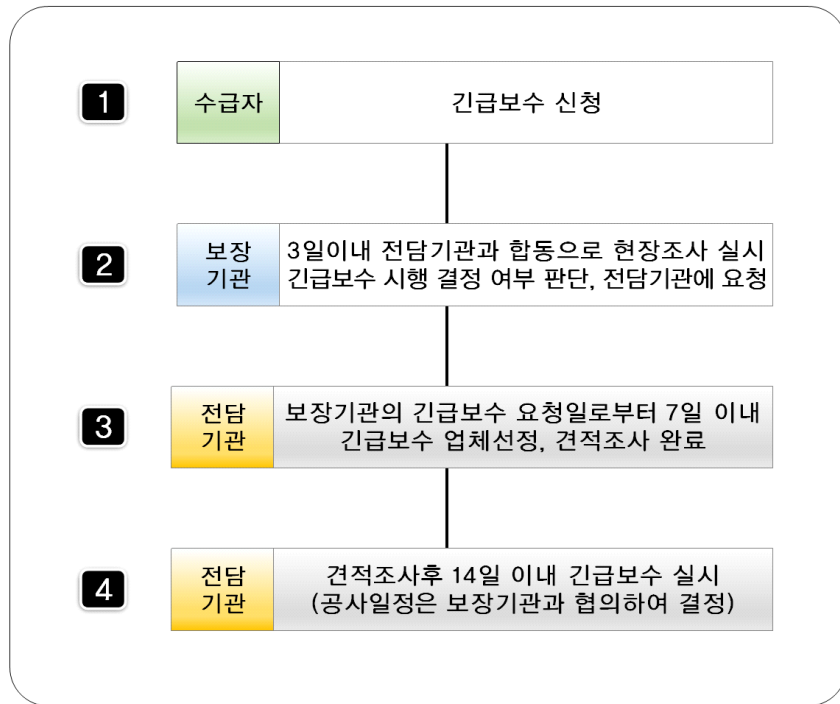 1
수급자
긴급보수 신청
2
보장
기관
3일이내 전담기관과 합동으로 현장조사 실시
긴급보수 시행 결정 여부 판단, 전담기관에 요청
3
전담
기관
보장기관의 긴급보수 요청일로부터 7일 이내
긴급보수 업체선정, 견적조사 완료
4
전담
기관
견적조사후 14일 이내 긴급보수 실시
(공사일정은 보장기관과 협의하여 결정)